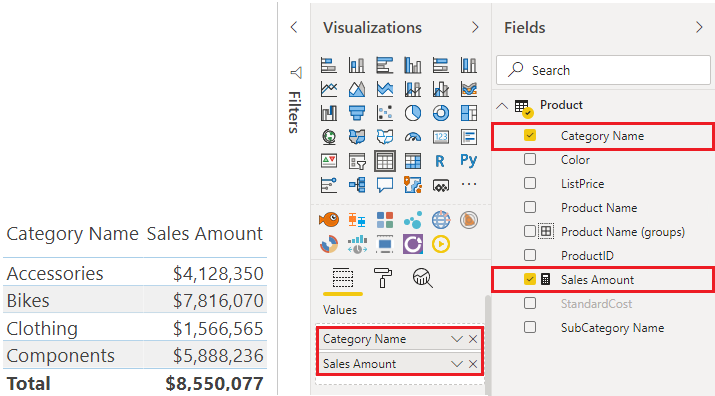 Visualizations
Fields
Filters
Search
Product
Category Name
Color
ListPrice
Product Name
Product Name (groups)
ProductID
Sales Amount
StandardCost
SubCategory Name
R Py
123
Values
Category Name
Sales Amount
Category Name Sales Amount
Accessories $4,128,350
Bikes $7,816,070
Clothing $1,566,565
Components $5,888,236
Total $8,550,077